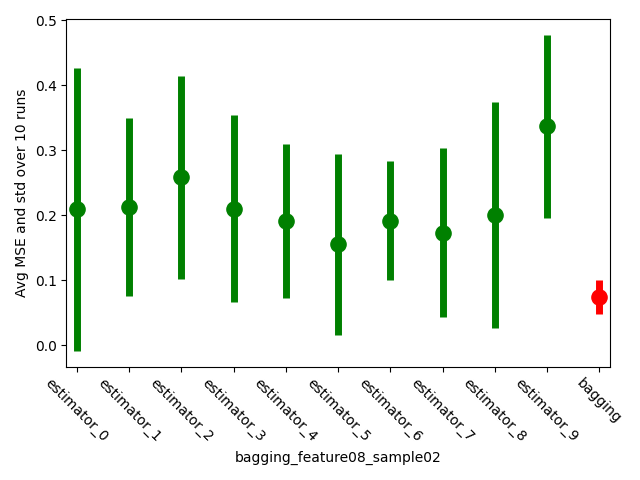 Avg MSE and std over 10 runs
0.5
0.4
0.3
0.2
0.1
0.0
estimator_0
estimator_1
estimator_2
estimator_3
estimator_4
estimator_5
estimator_6
estimator_7
estimator_8
estimator_9
bagging
bagging_feature08_sample02